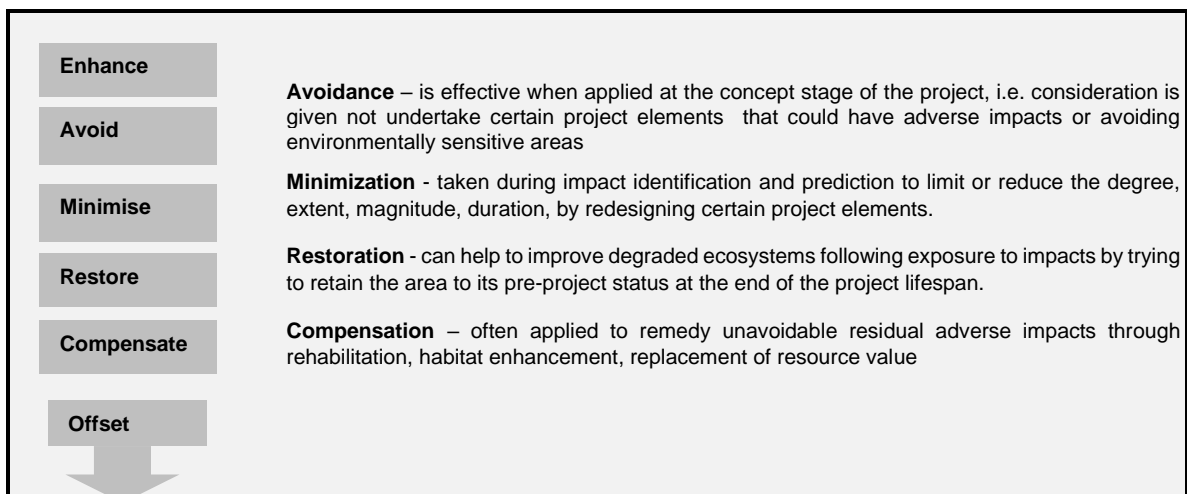 Enhance
Avoid
Minimise
Restore
Compensate
Offset
Avoidance – is effective when applied at the concept stage of the project, i.e. consideration is
given not undertake certain project elements that could have adverse impacts or avoiding
environmentally sensitive areas
Minimization - taken during impact identification and prediction to limit or reduce the degree,
extent, magnitude, duration, by redesigning certain project elements.
Restoration - can help to improve degraded ecosystems following exposure to impacts by trying
to retain the area to its pre-project status at the end of the project lifespan.
Compensation – often applied to remedy unavoidable residual adverse impacts through
rehabilitation, habitat enhancement, replacement of resource value